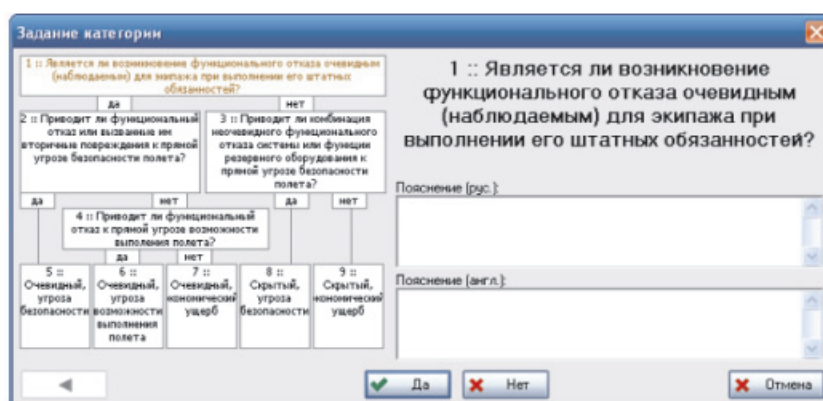 Задание категории
1 :: Является ли возникновение функционального отказа очевидным
(наблюдаемым) для экипажа при выполнении его штатных
обязанностей?
да
нет
2 :: Приводит ли функциональный
отказ или вызванные им
вторичные повреждения к прямой
угрозе безопасности полета?
3 :: Приводит ли комбинация
неочевидного функционального
отказа системы или функции
резервного оборудования к
прямой угрозе безопасности
полета?
да
нет
да
нет
4 :: Приводит ли функциональный
отказ к прямой угрозе возможности
выполения полета?
да
нет
5 ::
Очевидный,
угроза
безопасности
6 ::
Очевидный,
угроза
возможности
выполнения
полета
7 ::
Очевидный,
кономический
ущерб
8 ::
Скрытый,
угроза
безопасности
9 ::
Скрытый,
кономический
ущерб
1 :: Является ли возникновение
функционального отказа очевидным
(наблюдаемым) для экипажа при
выполнении его штатных
обязанностей?
Пояснение (рус.):
Пояснение (англ.):
Да
Нет
Отмена